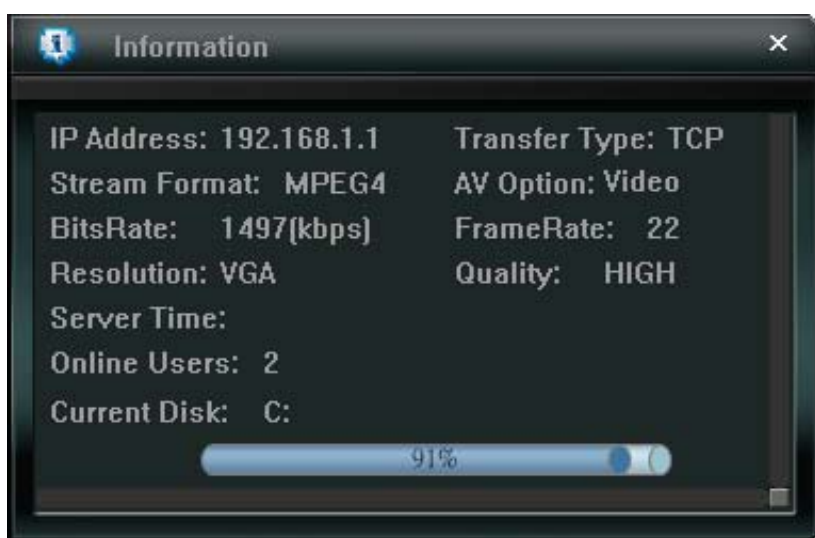 Information
IP Address: 192.168.1.1 Transfer Type: TCP
Stream Format: MPEG4 AV Option: Video
BitsRate: 1497(kbps) FrameRate: 22
Resolution: VGA Quality: HIGH
Server Time:
Online Users: 2
Current Disk: C:
91%